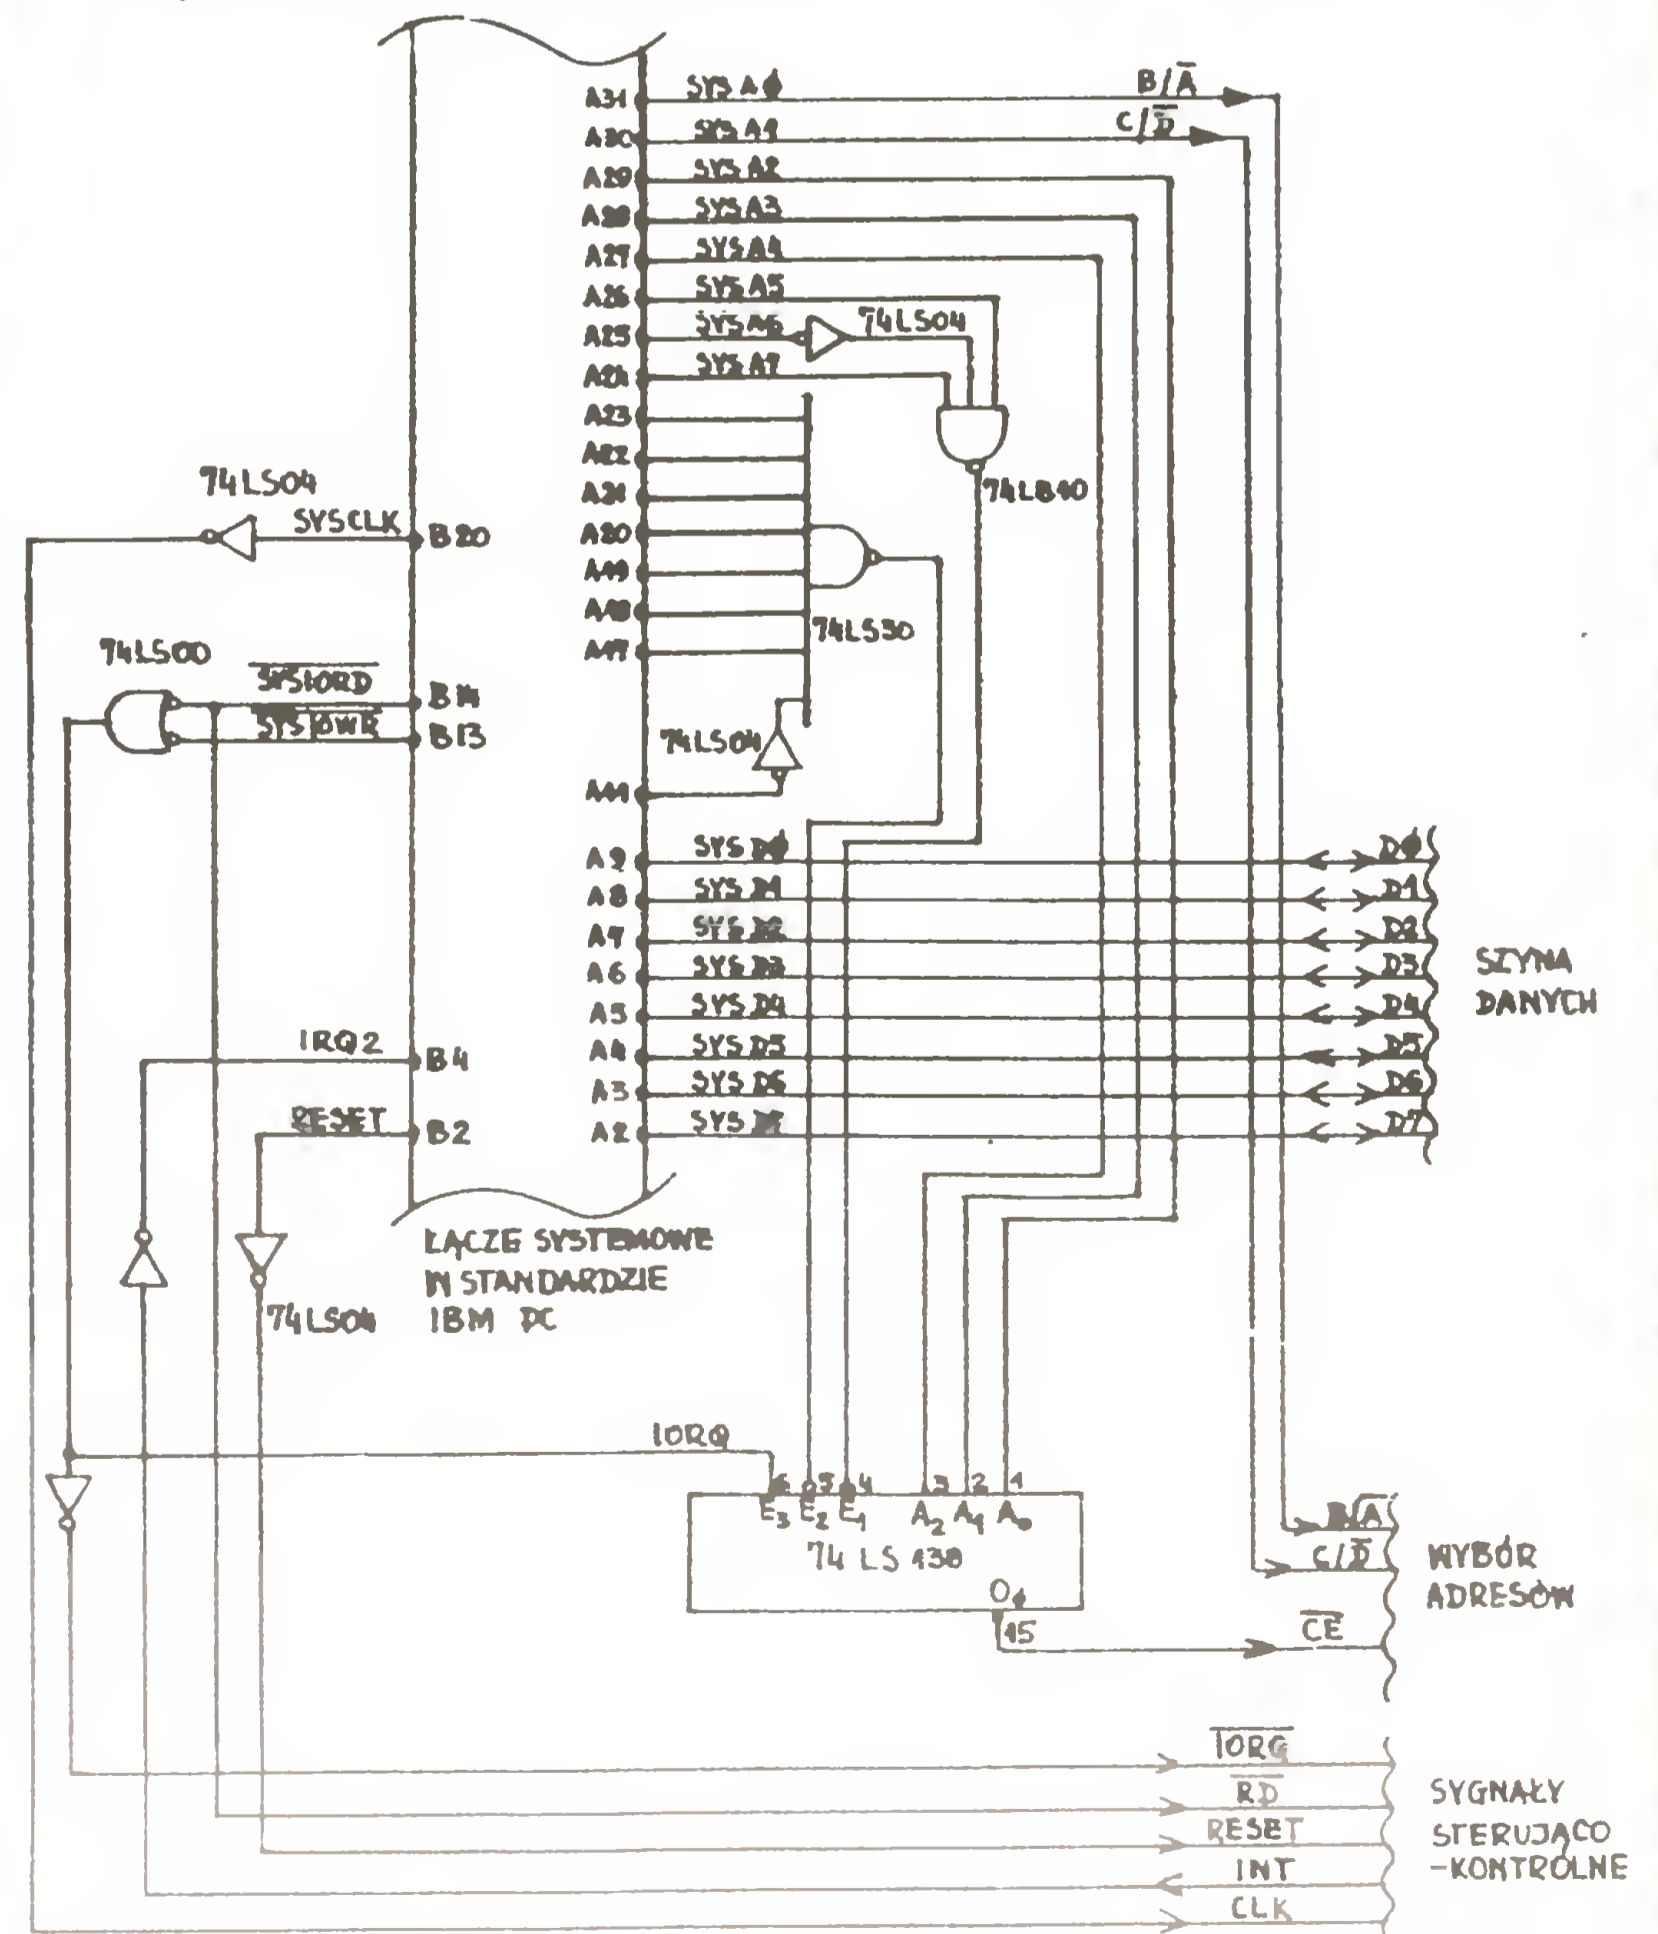 A31 SYS A0 B/A
A30 SYS A1 C/D
A29 SYS A2
A28 SYS A3
A27 SYS A4
A26 SYS A5
A25 SYS A6 74LS04
A24 SYS A7
A23
A22
74LS10
A21
74LS04
SYSCLK B20
A20
A19
A18
74LS30
A17
74LS00
SYSIORD B14
SYSIOWR B13
74LS04
A11
A9 SYS D0 D0
A8 SYS D1 D1
A7 SYS D2 D2
A6 SYS D3 D3
A5 SYS D4 D4
A4 SYS D5 D5
A3 SYS D6 D6
A2 SYS D7
SZYNA
DANYCH
IRQ2 B4
RESET B2
ŁĄCZE SYSTEMOWE
W STANDARDZIE
IBM PC
74LS04
IORQ
6 5 4 3 2 1
E3 E2 E1 A2 A1 A0
74 LS 138
O0
15
B/A
C/D
CE
WYBÓR
ADRESÓW
IORQ
RD
RESET
INT
CLK
SYGNAŁY
STERUJĄCO
-KONTROLNE